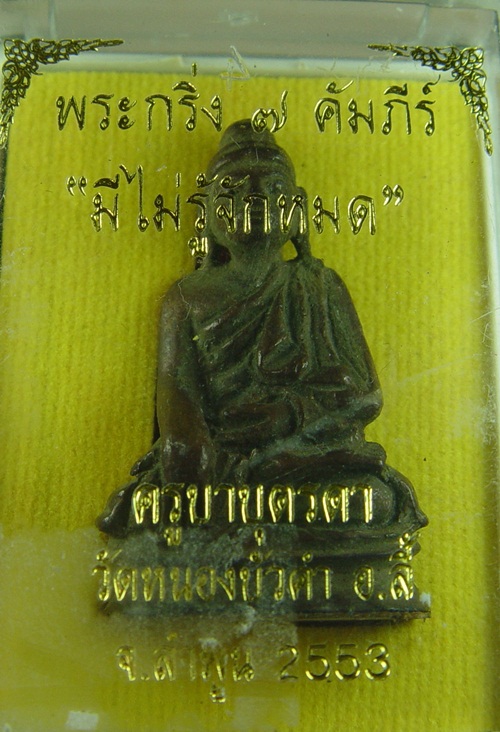 พระกริ่ง ๗ คัมภีร์
“มีไม่รู้จักหมด”
ครูบาบุตรดา
วัดหนองบัวคำ อ.ลี้
จ.ลำพูน 2553